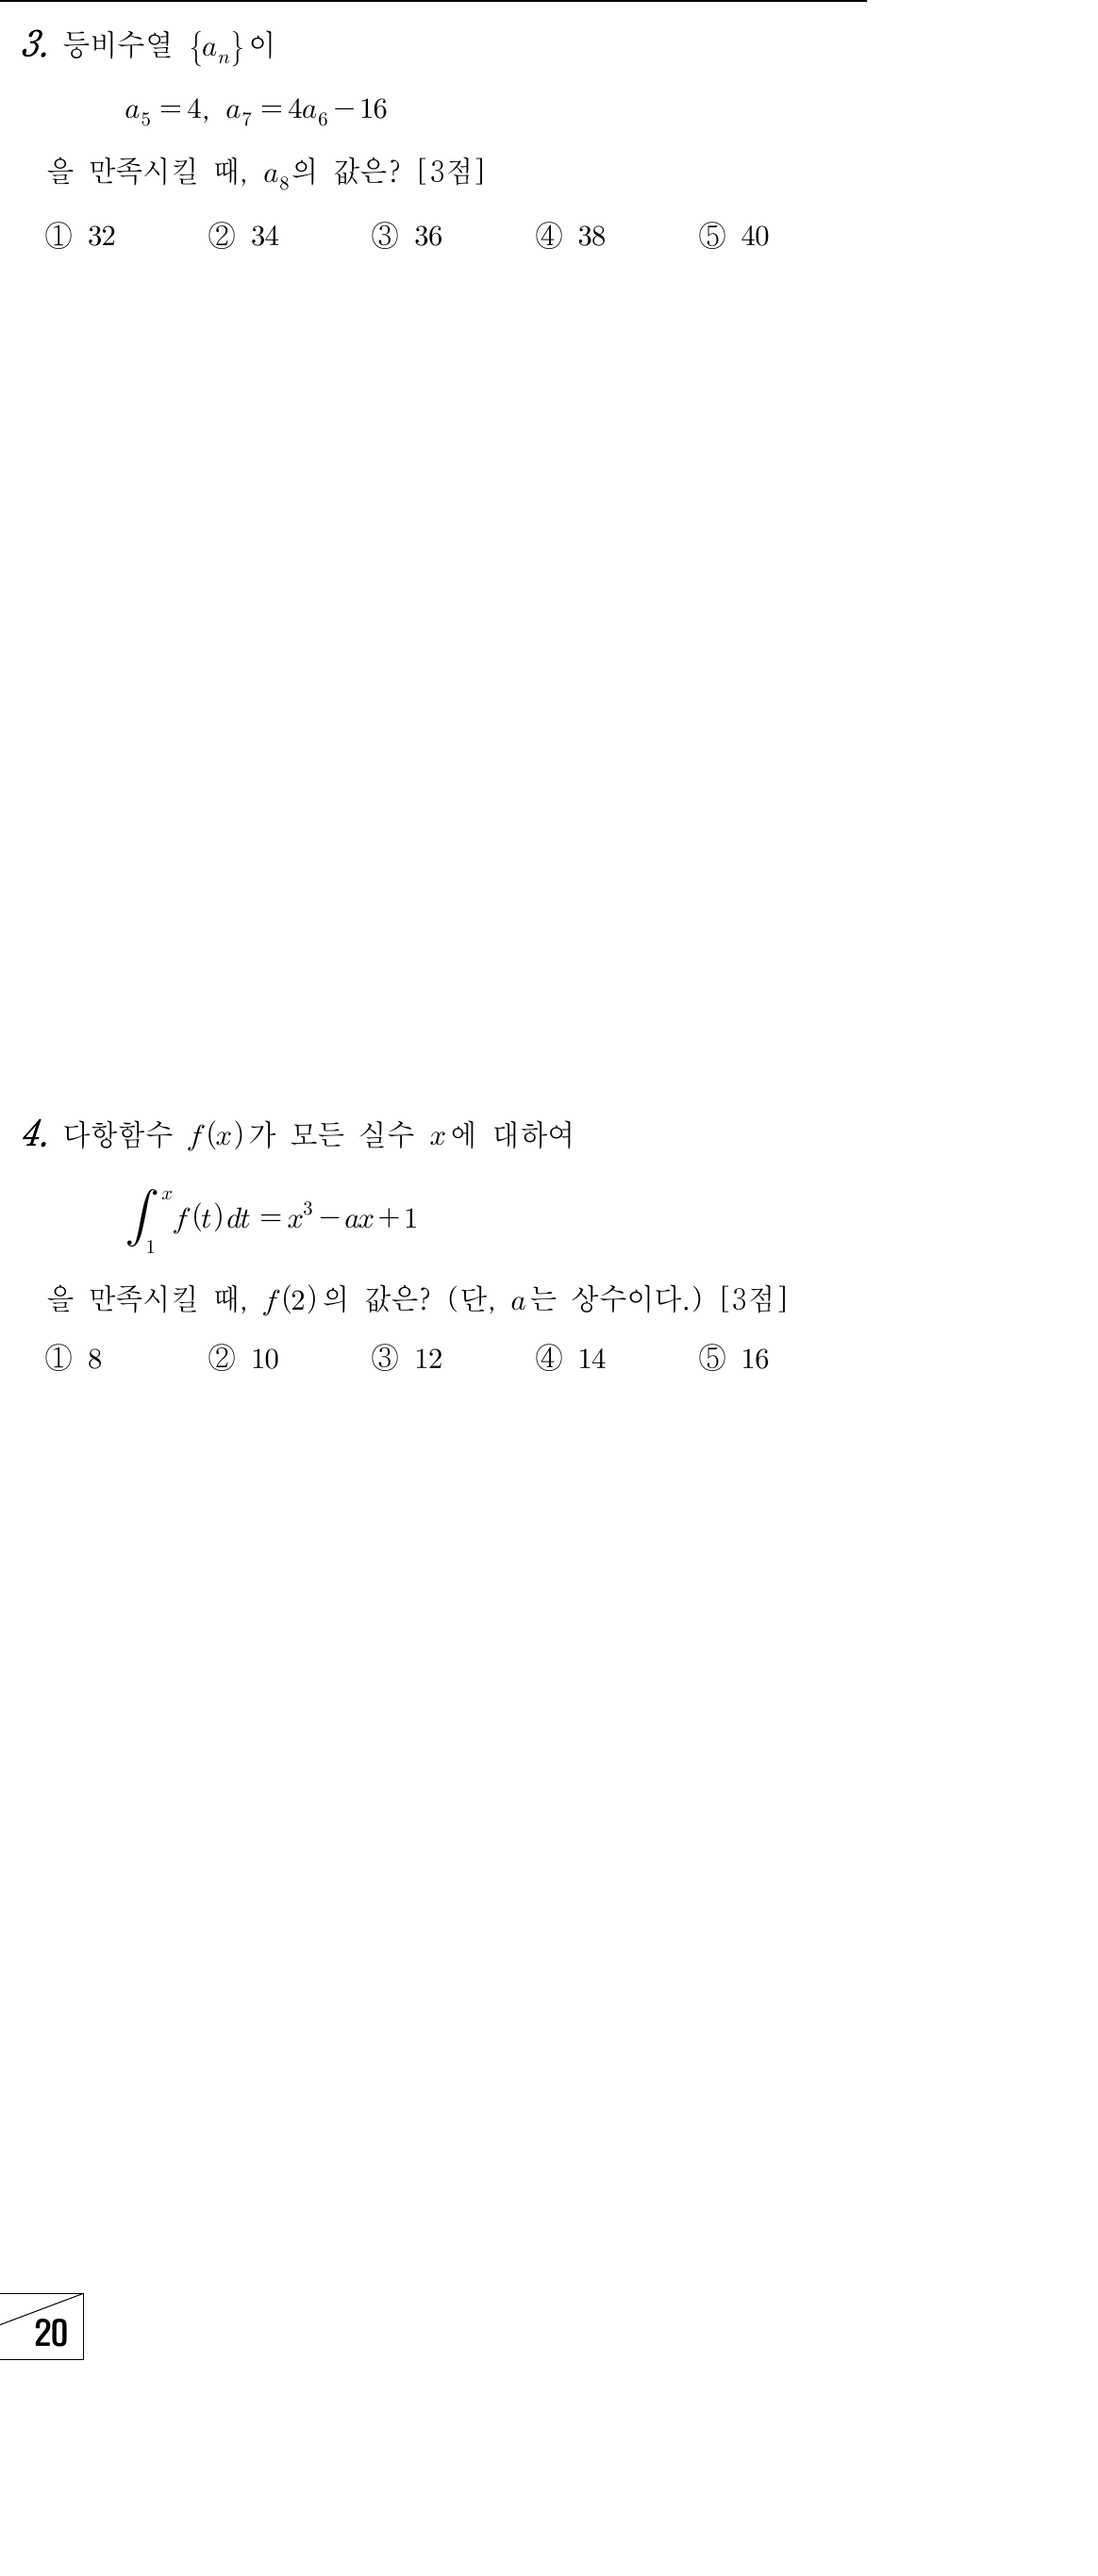 3. 등비수열 {aₙ}이
a₅ = 4, a₇ = 4a₆ − 16
을 만족시킬 때, a₈의 값은? [3점]
① 32 ② 34 ③ 36 ④ 38 ⑤ 40
4. 다항함수 f(x)가 모든 실수 x에 대하여
∫₁ˣ f(t)dt = x³ − ax + 1
을 만족시킬 때, f(2)의 값은? (단, a는 상수이다.) [3점]
① 8 ② 10 ③ 12 ④ 14 ⑤ 16
20